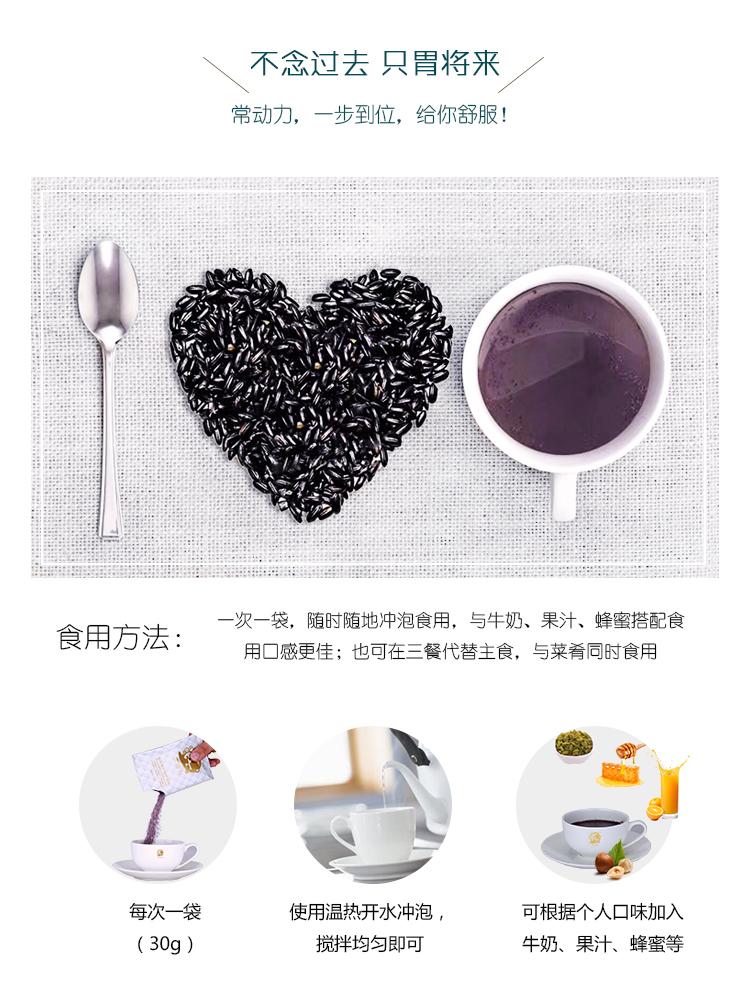 不念过去 只胃将来
常动力，一步到位，给你舒服！
食用方法：
一次一袋，随时随地冲泡食用，与牛奶、果汁、蜂蜜搭配食
用口感更佳；也可在三餐代替主食，与菜肴同时食用
每次一袋
（30g）
使用温热开水冲泡，
搅拌均匀即可
可根据个人口味加入
牛奶、果汁、蜂蜜等